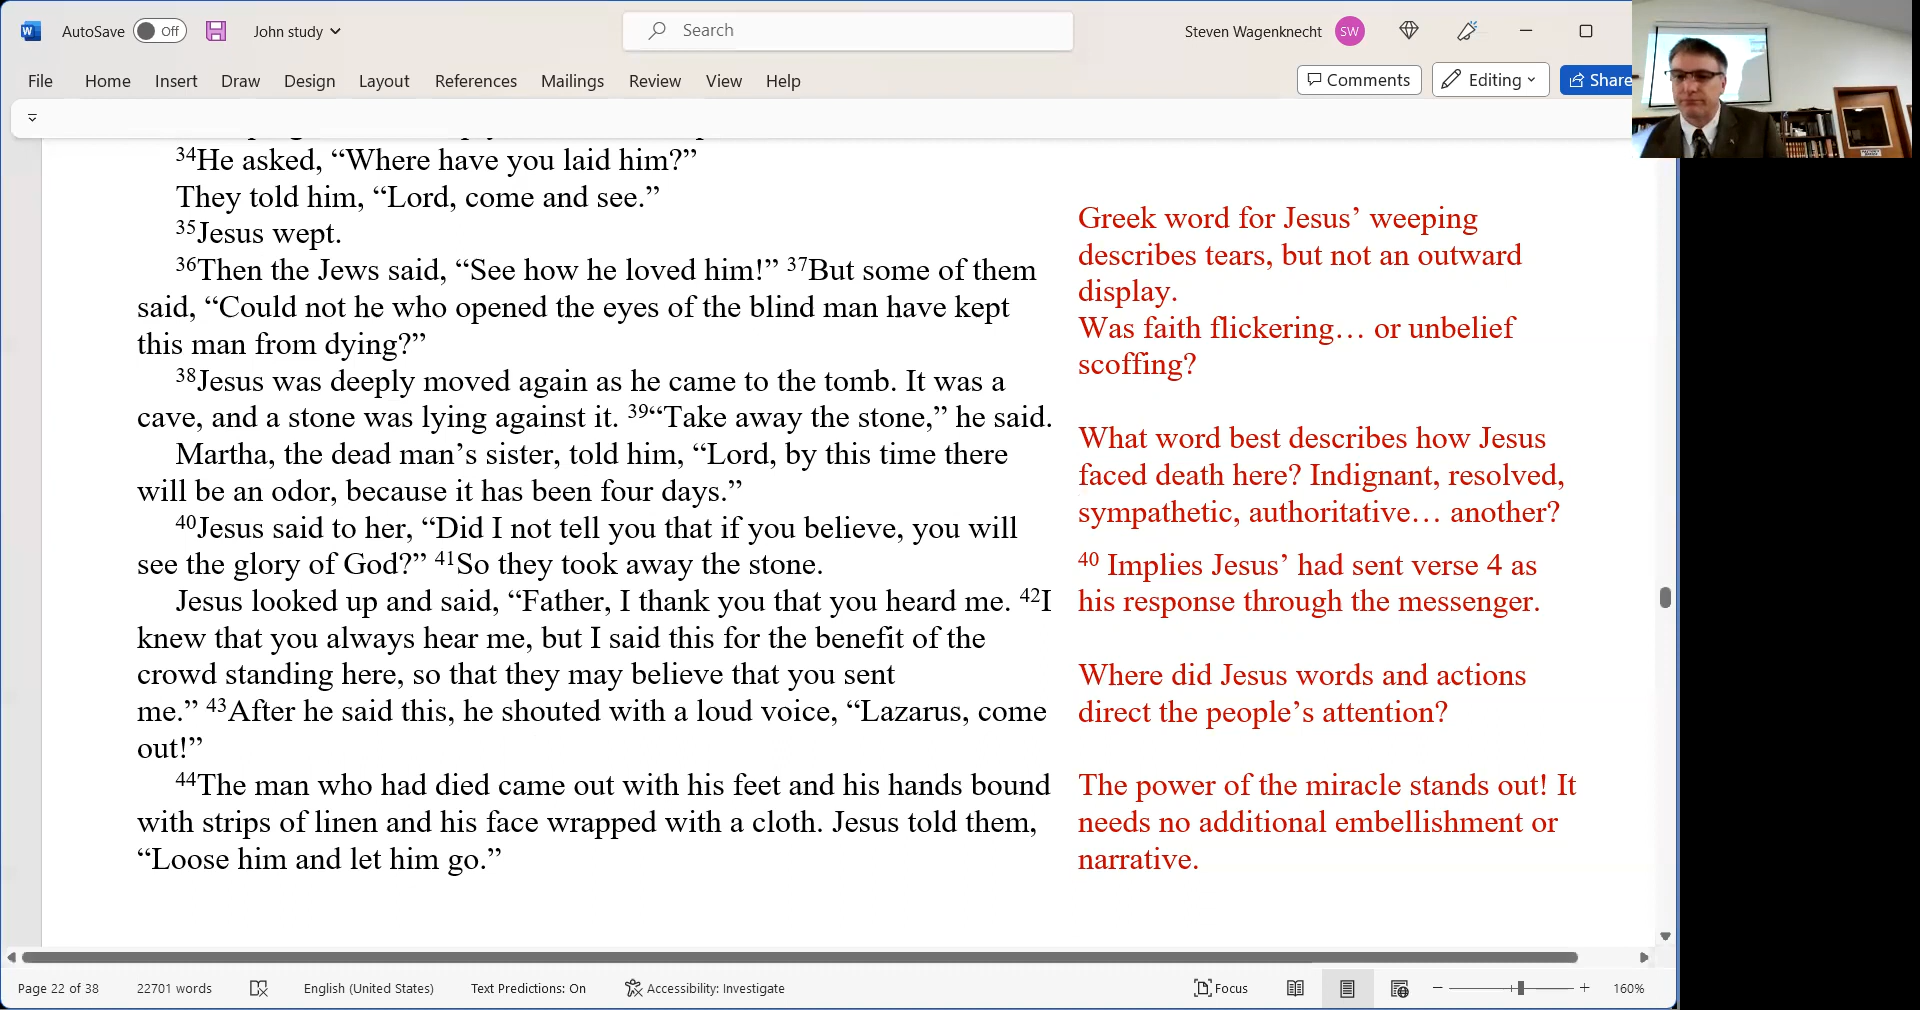 AutoSave Off John study Search Steven Wagenknecht SW
File Home Insert Draw Design Layout References Mailings Review View Help Comments Editing Share
34He asked, “Where have you laid him?”
They told him, “Lord, come and see.”
35Jesus wept.
36Then the Jews said, “See how he loved him!” 37But some of them
said, “Could not he who opened the eyes of the blind man have kept
this man from dying?”
38Jesus was deeply moved again as he came to the tomb. It was a
cave, and a stone was lying against it. 39“Take away the stone,” he said.
Martha, the dead man’s sister, told him, “Lord, by this time there
will be an odor, because it has been four days.”
40Jesus said to her, “Did I not tell you that if you believe, you will
see the glory of God?” 41So they took away the stone.
Jesus looked up and said, “Father, I thank you that you heard me. 42I
knew that you always hear me, but I said this for the benefit of the
crowd standing here, so that they may believe that you sent
me.” 43After he said this, he shouted with a loud voice, “Lazarus, come
out!”
44The man who had died came out with his feet and his hands bound
with strips of linen and his face wrapped with a cloth. Jesus told them,
“Loose him and let him go.”
Greek word for Jesus’ weeping
describes tears, but not an outward
display.
Was faith flickering… or unbelief
scoffing?
What word best describes how Jesus
faced death here? Indignant, resolved,
sympathetic, authoritative… another?
40 Implies Jesus’ had sent verse 4 as
his response through the messenger.
Where did Jesus words and actions
direct the people’s attention?
The power of the miracle stands out! It
needs no additional embellishment or
narrative.
Page 22 of 38 22701 words English (United States) Text Predictions: On Accessibility: Investigate Focus 160%